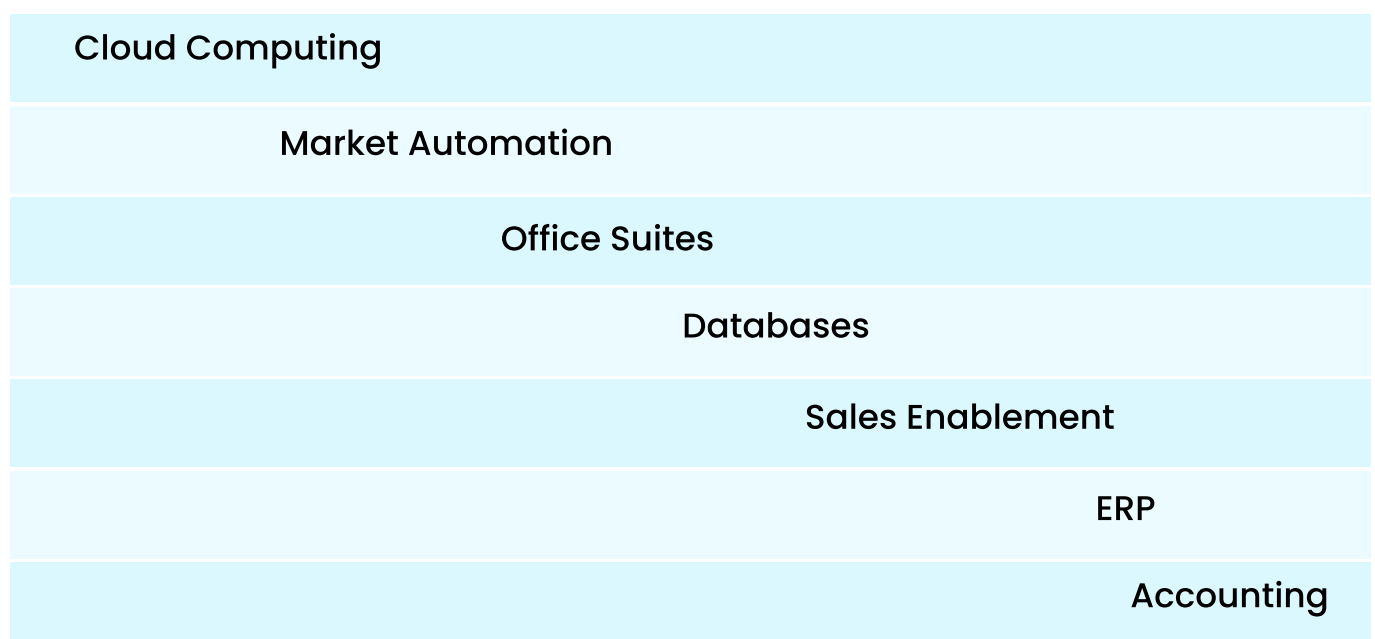 Cloud Computing
Market Automation
Office Suites
Databases
Sales Enablement
ERP
Accounting